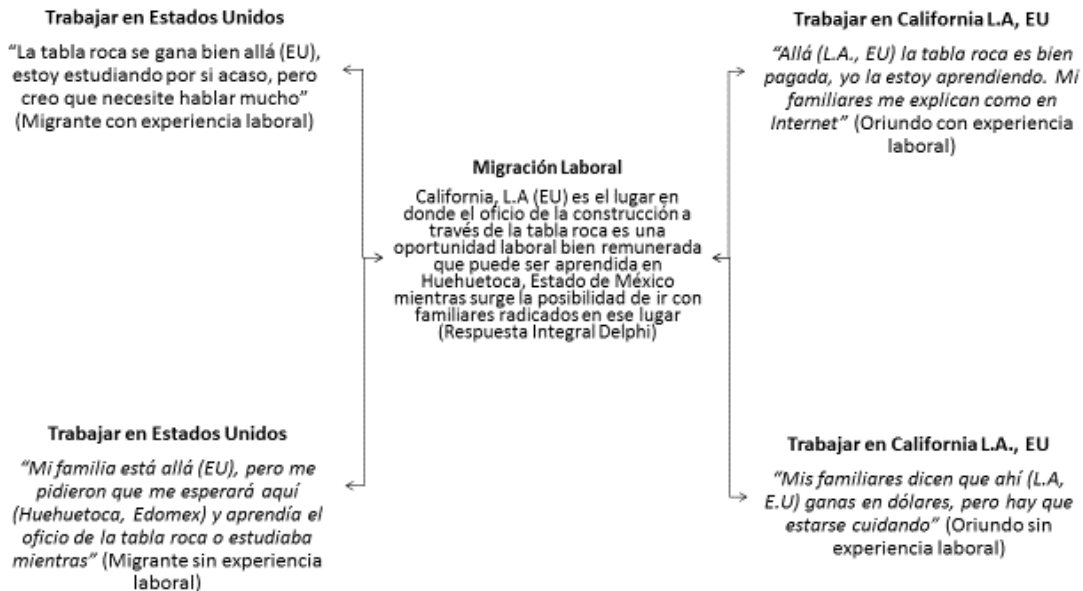 Trabajar en Estados Unidos
“La tabla roca se gana bien allá (EU),
estoy estudiando por si acaso, pero
creo que necesite hablar mucho”
(Migrante con experiencia laboral)
Trabajar en California L.A, EU
“Allá (L.A., EU) la tabla roca es bien
pagada, yo la estoy aprendiendo. Mi
familiares me explican como en
Internet” (Oriundo con experiencia
laboral)
Migración Laboral
California, L.A (EU) es el lugar en
donde el oficio de la construcción a
través de la tabla roca es una
oportunidad laboral bien remunerada
que puede ser aprendida en
Huehuetoca, Estado de México
mientras surge la posibilidad de ir con
familiares radicados en ese lugar
(Respuesta Integral Delphi)
Trabajar en Estados Unidos
“Mi familia está allá (EU), pero me
pidieron que me esperará aquí
(Huehuetoca, Edomex) y aprendía el
oficio de la tabla roca o estudiaba
mientras” (Migrante sin experiencia
laboral)
Trabajar en California L.A., EU
“Mis familiares dicen que ahí (L.A,
E.U) ganas en dólares, pero hay que
estarse cuidando” (Oriundo sin
experiencia laboral)